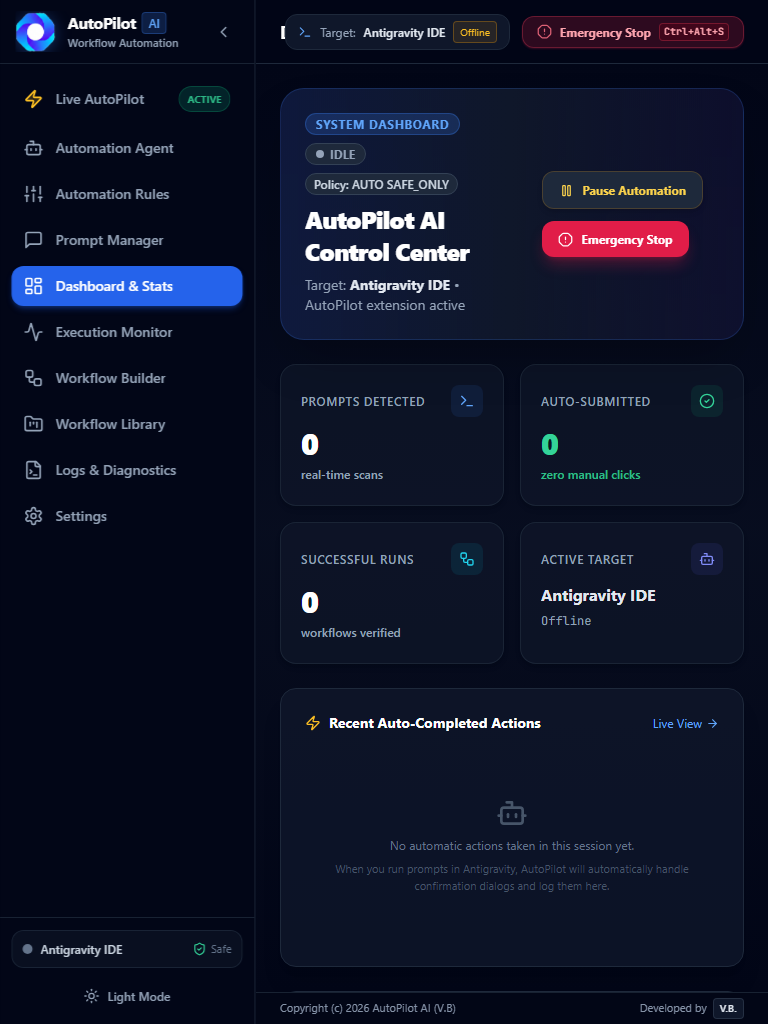 AutoPilot AI
Workflow Automation
Live AutoPilot ACTIVE
Automation Agent
Automation Rules
Prompt Manager
Dashboard & Stats
Execution Monitor
Workflow Builder
Workflow Library
Logs & Diagnostics
Settings
Antigravity IDE Safe
Light Mode
Target: Antigravity IDE Offline
Emergency Stop Ctrl+Alt+S
SYSTEM DASHBOARD
IDLE
Policy: AUTO SAFE_ONLY
AutoPilot AI
Control Center
Target: Antigravity IDE •
AutoPilot extension active
Pause Automation
Emergency Stop
PROMPTS DETECTED
0
real-time scans
AUTO-SUBMITTED
0
zero manual clicks
SUCCESSFUL RUNS
0
workflows verified
ACTIVE TARGET
Antigravity IDE
Offline
Recent Auto-Completed Actions
Live View →
No automatic actions taken in this session yet.
When you run prompts in Antigravity, AutoPilot will automatically handle
confirmation dialogs and log them here.
Copyright (c) 2026 AutoPilot AI (V.B)
Developed by V.B.